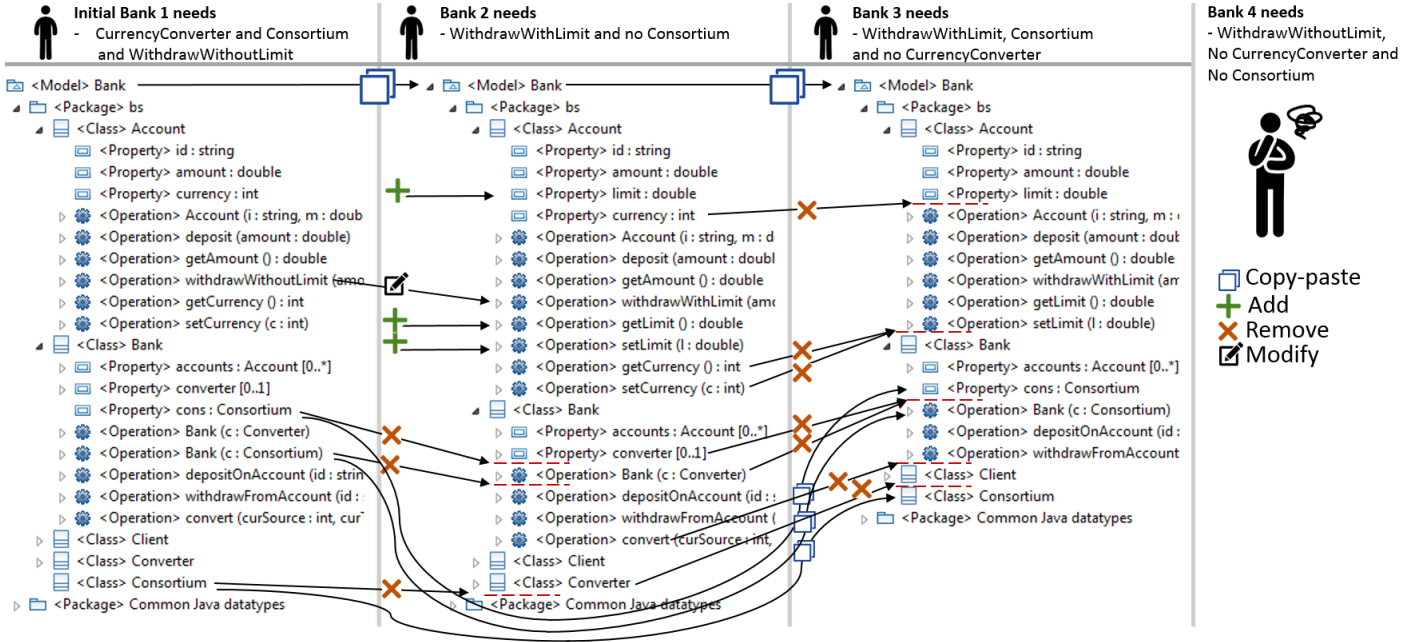 Initial Bank 1 needs
- CurrencyConverter and Consortium
and WithdrawWithoutLimit
<Model> Bank
<Package> bs
<Class> Account
<Property> id : string
<Property> amount : double
<Property> currency : int
<Operation> Account (i : string, m : doub
<Operation> deposit (amount : double)
<Operation> getAmount () : double
<Operation> withdrawWithoutLimit (amo
<Operation> getCurrency () : int
<Operation> setCurrency (c : int)
<Class> Bank
<Property> accounts : Account [0..*]
<Property> converter [0..1]
<Property> cons : Consortium
<Operation> Bank (c : Converter)
<Operation> Bank (c : Consortium)
<Operation> depositOnAccount (id : strin
<Operation> withdrawFromAccount (id :
<Operation> convert (curSource : int, cur
<Class> Client
<Class> Converter
<Class> Consortium
<Package> Common Java datatypes
Bank 2 needs
- WithdrawWithLimit and no Consortium
<Model> Bank
<Package> bs
<Class> Account
<Property> id : string
<Property> amount : double
<Property> limit : double
<Property> currency : int
<Operation> Account (i : string, m : d
<Operation> deposit (amount : doubl
<Operation> getAmount () : double
<Operation> withdrawWithLimit (amo
<Operation> getLimit () : double
<Operation> setLimit (l : double)
<Operation> getCurrency () : int
<Operation> setCurrency (c : int)
<Class> Bank
<Property> accounts : Account [0..*]
<Property> converter [0..1]
<Operation> Bank (c : Converter)
<Operation> depositOnAccount (id :
<Operation> withdrawFromAccount (
<Operation> convert (curSource : int,
<Class> Client
<Class> Converter
<Package> Common Java datatypes
Bank 3 needs
- WithdrawWithLimit, Consortium
and no CurrencyConverter
<Model> Bank
<Package> bs
<Class> Account
<Property> id : string
<Property> amount : double
<Property> limit : double
<Operation> Account (i : string, m :
<Operation> deposit (amount : doub
<Operation> getAmount () : double
<Operation> withdrawWithLimit (am
<Operation> getLimit () : double
<Operation> setLimit (l : double)
<Class> Bank
<Property> accounts : Account [0..*]
<Property> cons : Consortium
<Operation> Bank (c : Consortium)
<Operation> depositOnAccount (id :
<Operation> withdrawFromAccount
<Class> Client
<Class> Consortium
<Package> Common Java datatypes
Bank 4 needs
- WithdrawWithoutLimit,
No CurrencyConverter and
No Consortium
Copy-paste
Add
Remove
Modify